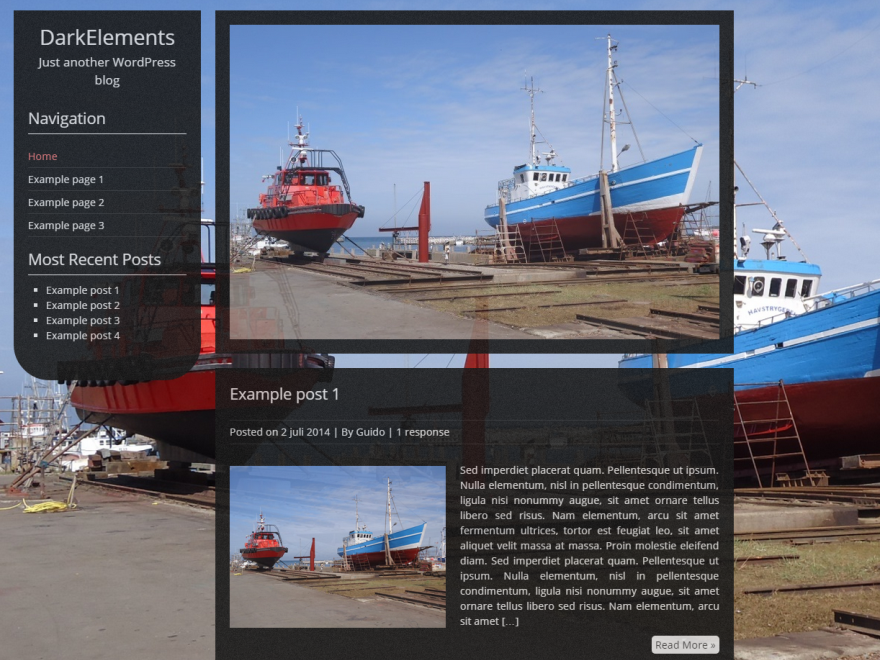 DarkElements
Just another WordPress
blog
Navigation
Home
Example page 1
Example page 2
Example page 3
Most Recent Posts
Example post 1
Example post 2
Example post 3
Example post 4
Example post 1
Posted on 2 juli 2014 | By Guido | 1 response
Sed imperdiet placerat quam. Pellentesque ut ipsum.
Nulla elementum, nisl in pellentesque condimentum,
ligula nisi nonummy augue, sit amet ornare tellus
libero sed risus. Nam elementum, arcu sit amet
fermentum ultrices, tortor est feugiat leo, sit amet
aliquet velit massa at massa. Proin molestie eleifend
diam. Sed imperdiet placerat quam. Pellentesque ut
ipsum. Nulla elementum, nisl in pellentesque
condimentum, ligula nisi nonummy augue, sit amet
ornare tellus libero sed risus. Nam elementum, arcu
sit amet [...]
Read More »